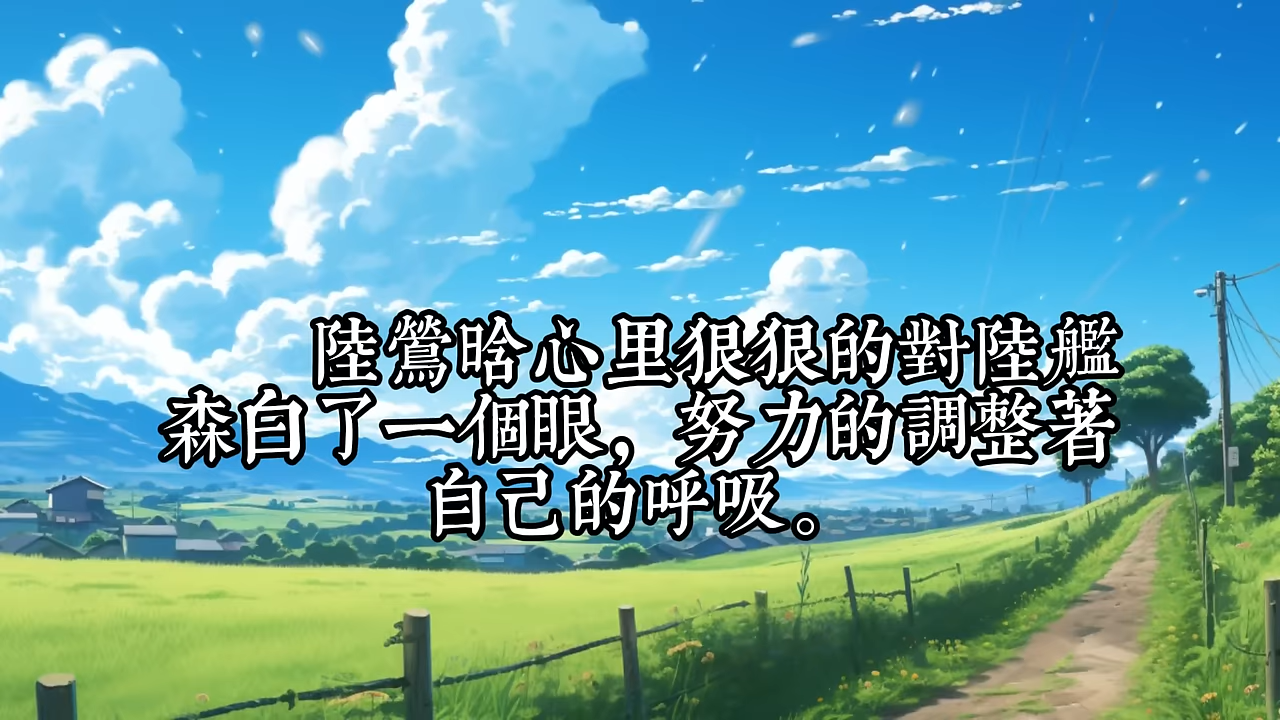 陸鶯晗心里狠狠的對陸艦
森白了一個眼，努力的調整著
自己的呼吸。